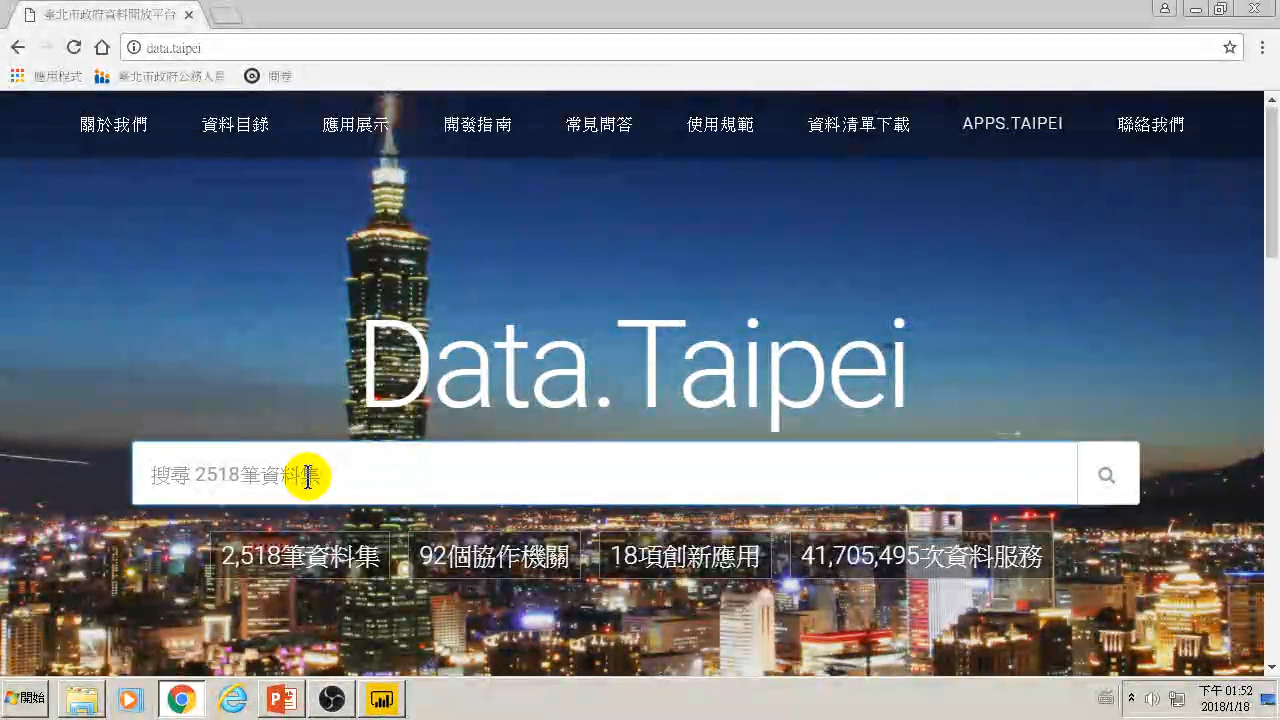 臺北市政府資料開放平台
data.taipei
應用程式
臺北市政府公務人員
問卷
關於我們
資料目錄
應用展示
開發指南
常見問答
使用規範
資料清單下載
APPS.TAIPEI
聯絡我們
Data.Taipei
搜尋 2518筆資料集
2,518筆資料集
92個協作機關
18項創新應用
41,705,495次資料服務
開始
下午 01:52
2018/1/18